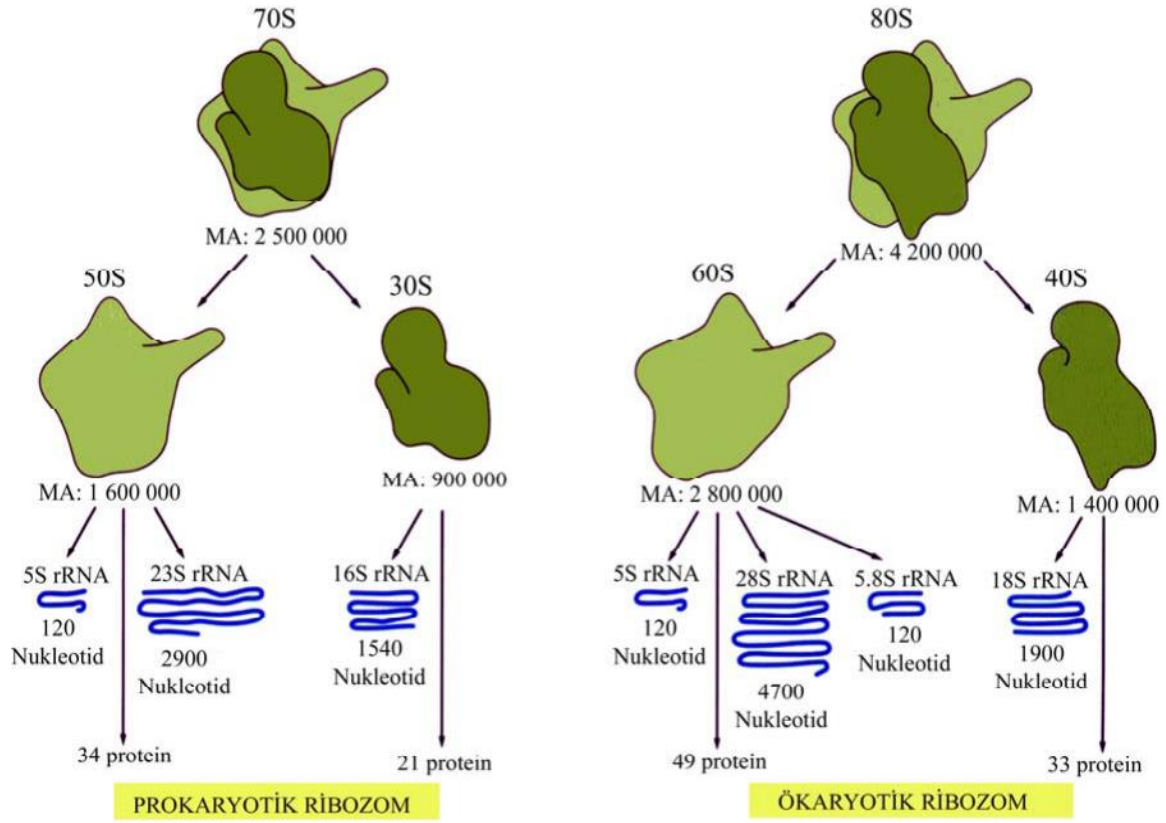 70S
MA: 2 500 000
50S
30S
MA: 1 600 000
MA: 900 000
5S rRNA
120
Nukleotid
23S rRNA
2900
Nukleotid
16S rRNA
1540
Nukleotid
34 protein
21 protein
PROKARYOTİK RİBOZOM
80S
MA: 4 200 000
60S
40S
MA: 2 800 000
MA: 1 400 000
5S rRNA
120
Nukleotid
28S rRNA
4700
Nukleotid
5.8S rRNA
120
Nukleotid
18S rRNA
1900
Nukleotid
49 protein
33 protein
ÖKARYOTİK RİBOZOM